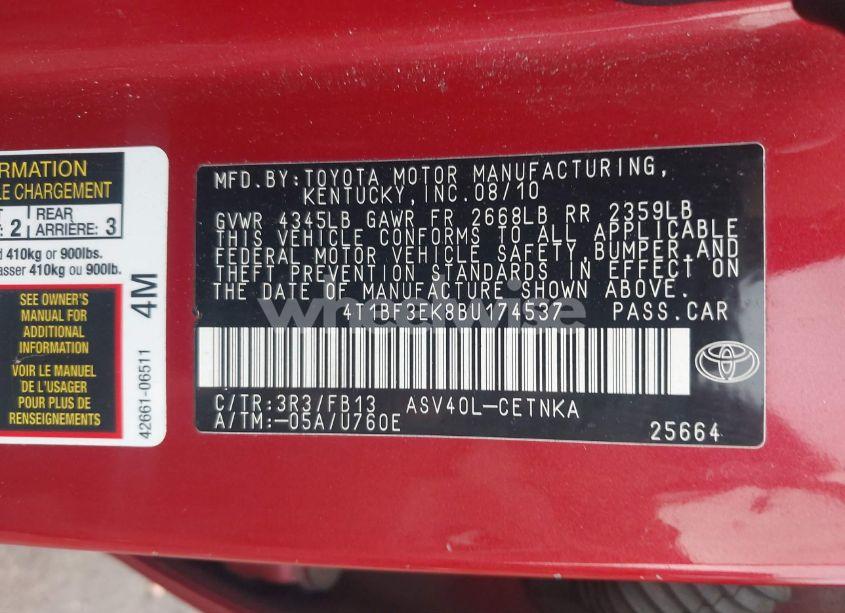 ORMATION
LE CHARGEMENT
2 REAR
ARRIÈRE: 3
410kg or 900lbs.
asser 410kg ou 900lb.
SEE OWNER'S
MANUAL FOR
ADDITIONAL
INFORMATION
VOIR LE MANUEL
DE L'USAGER
POUR PLUS DE
RENSEIGNEMENTS
4M
42661-06511
MFD.BY:TOYOTA MOTOR MANUFACTURING,
KENTUCKY,INC.08/10
GVWR 4345LB GAWR FR 2668LB RR 2359LB
THIS VEHICLE CONFORMS TO ALL APPLICABLE
FEDERAL MOTOR VEHICLE SAFETY,BUMPER,AND
THEFT PREVENTION STANDARDS IN EFFECT ON
THE DATE OF MANUFACTURE SHOWN ABOVE.
4T1BF3EK8BU174537 PASS.CAR
C/TR:3R3/FB13 ASV40L-CETNKA
A/TM:-05A/U760E
25664
wheelwise